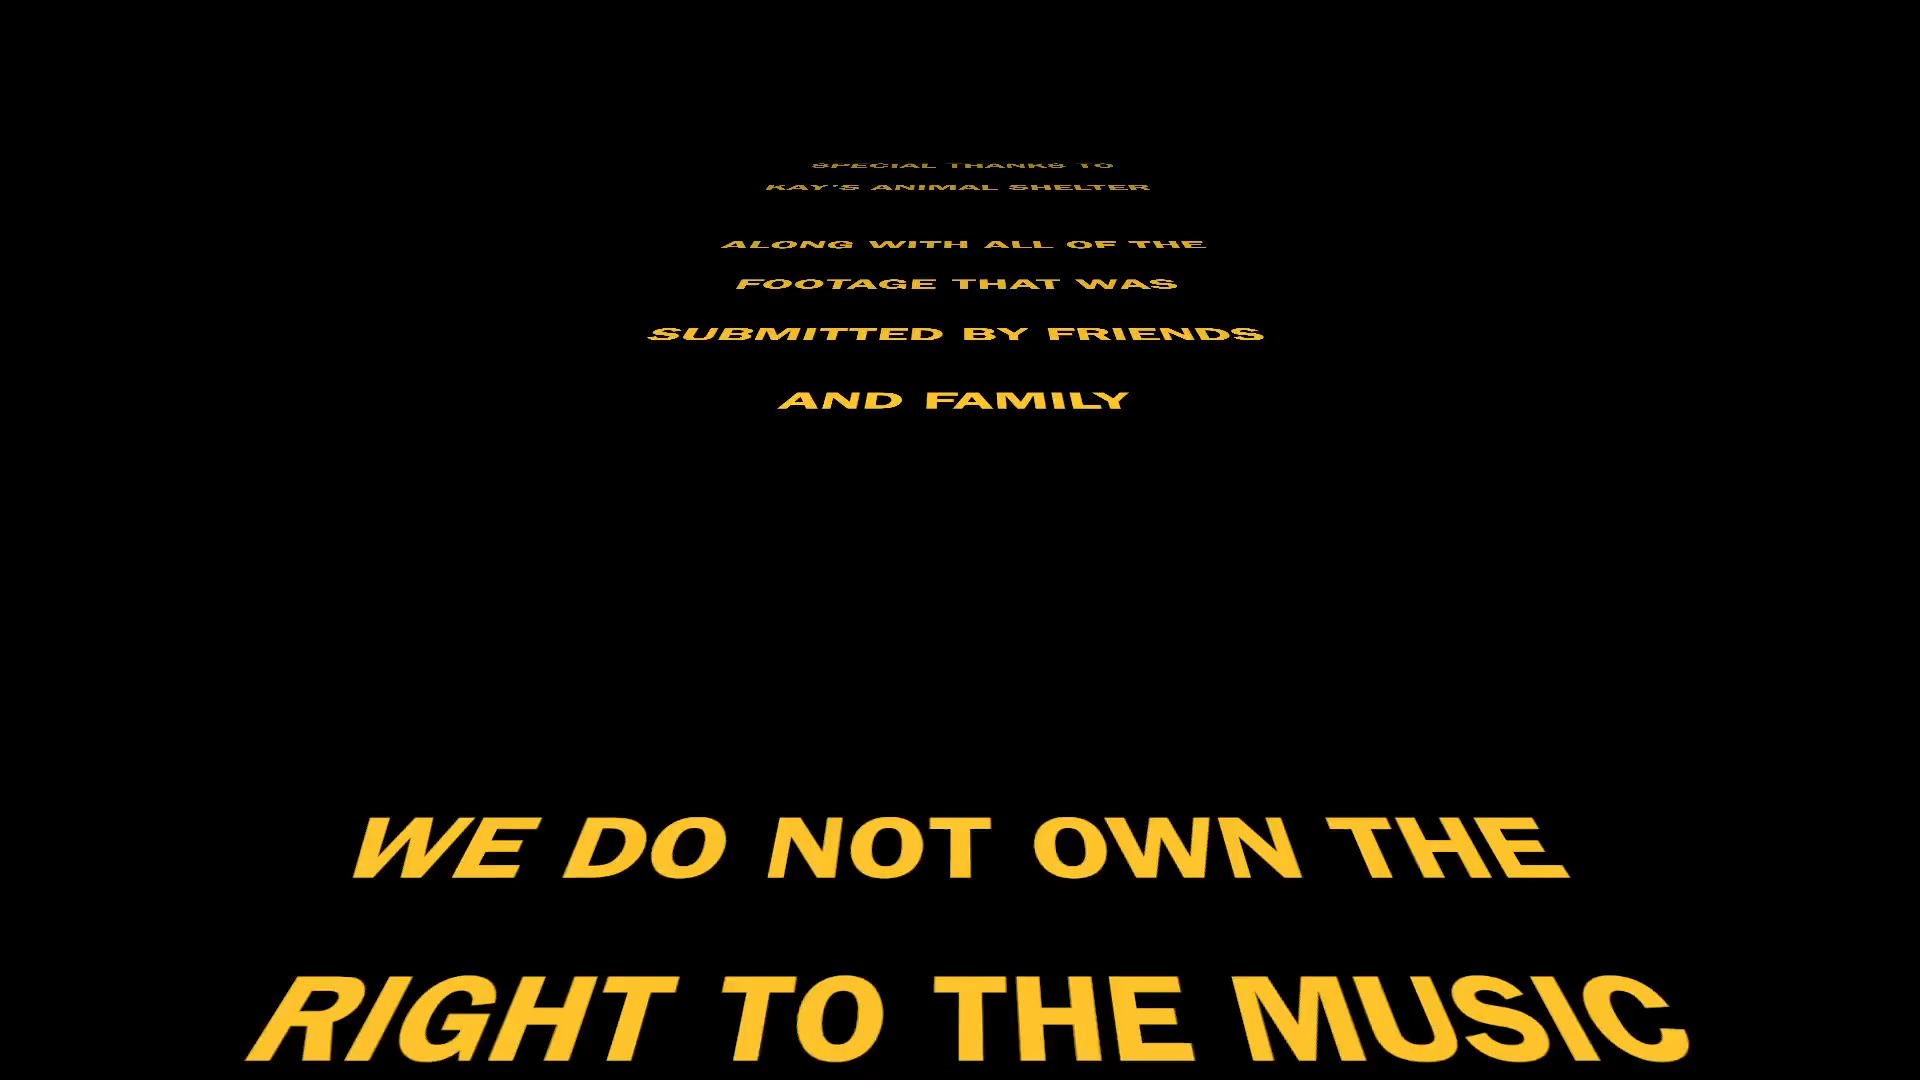 SPECIAL THANKS TO
KAY'S ANIMAL SHELTER
ALONG WITH ALL OF THE
FOOTAGE THAT WAS
SUBMITTED BY FRIENDS
AND FAMILY
WE DO NOT OWN THE
RIGHT TO THE MUSIC